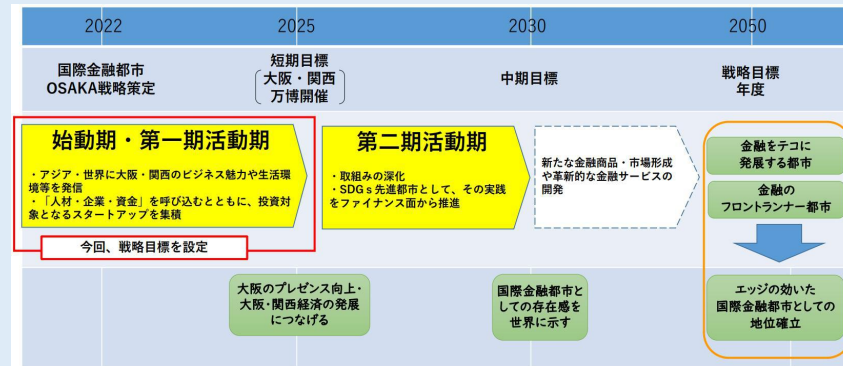 2022
2025
2030
2050
国際金融都市
OSAKA戦略策定
短期目標
大阪・関西
万博開催
中期目標
戦略目標
年度
始動期・第一期活動期
・アジア・世界に大阪・関西のビジネス魅力や生活環
境等を発信
・「人材・企業・資金」を呼び込むとともに、投資対
象となるスタートアップを集積
今回、戦略目標を設定
第二期活動期
・取組みの深化
・SDGｓ先進都市として、その実践
をファイナンス面から推進
新たな金融商品・市場形成
や革新的な金融サービスの
開発
金融をテコに
発展する都市
金融の
フロントランナー都市
大阪のプレゼンス向上・
大阪・関西経済の発展
につなげる
国際金融都市と
しての存在感を
世界に示す
エッジの効いた
国際金融都市としての
地位確立